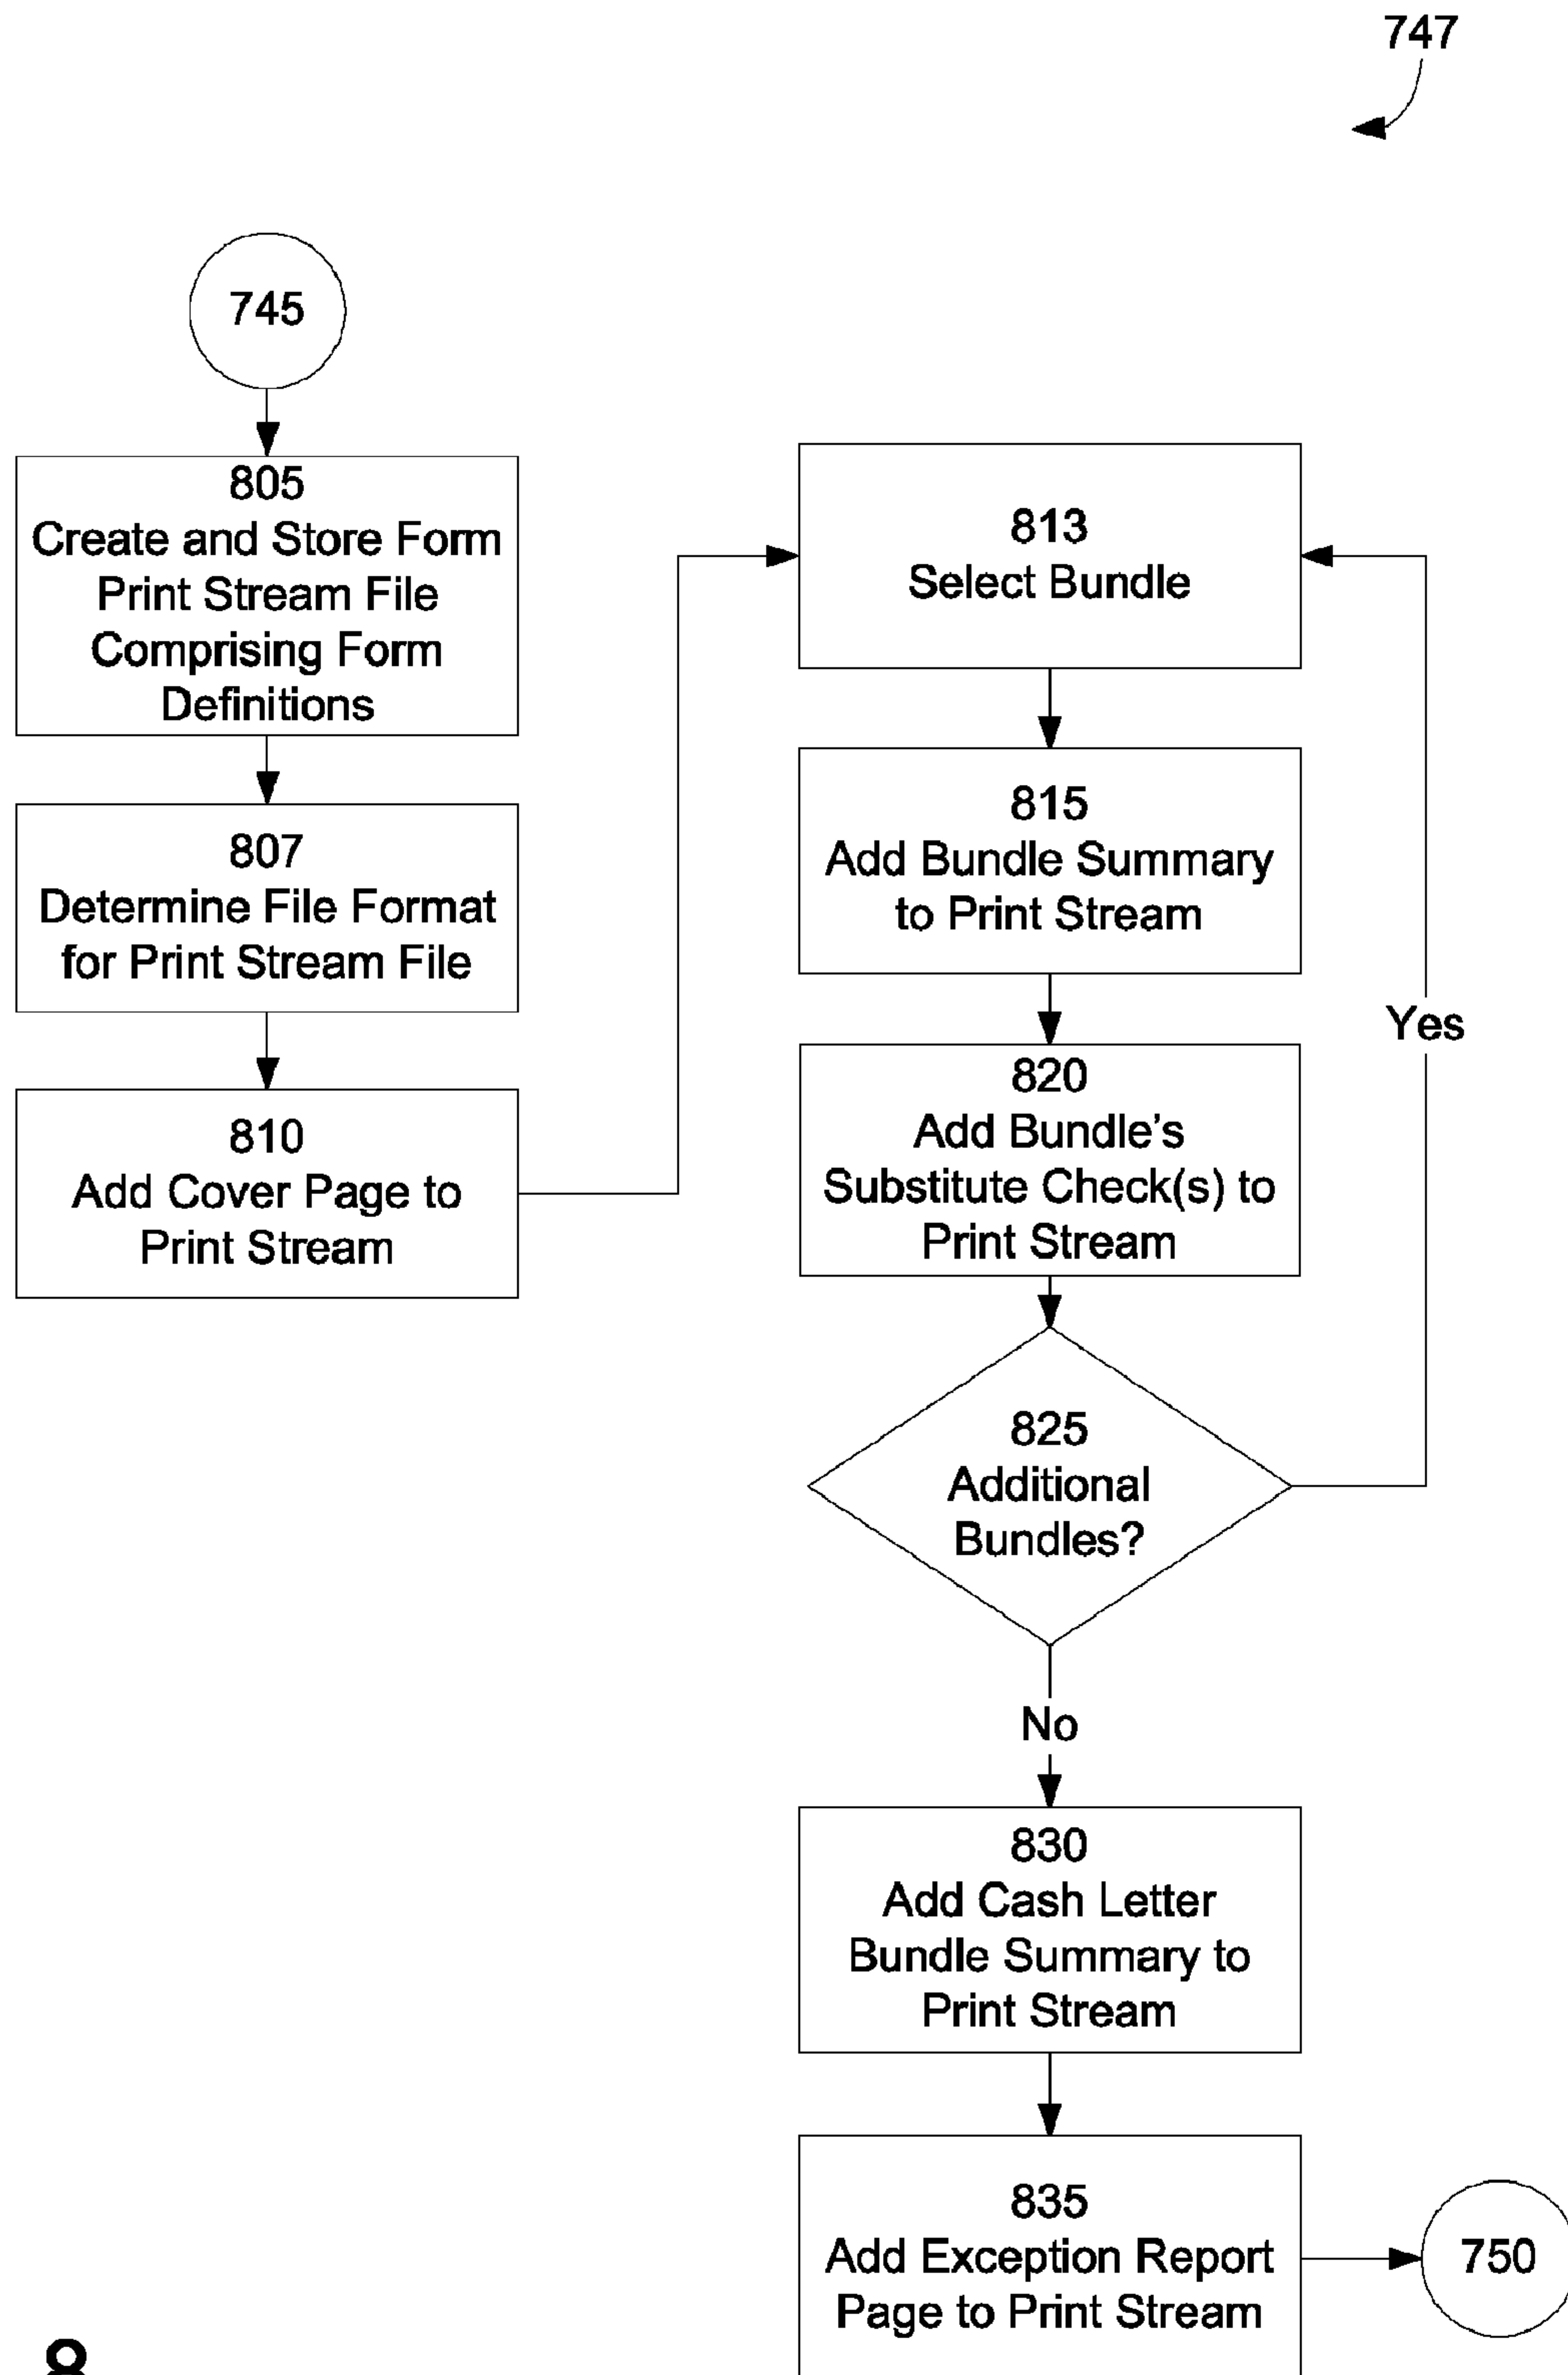 747
745
805
Create and Store Form
Print Stream File
Comprising Form
Definitions
807
Determine File Format
for Print Stream File
810
Add Cover Page to
Print Stream
813
Select Bundle
815
Add Bundle Summary
to Print Stream
820
Add Bundle's
Substitute Check(s) to
Print Stream
Yes
825
Additional
Bundles?
No
830
Add Cash Letter
Bundle Summary to
Print Stream
835
Add Exception Report
Page to Print Stream
750
8